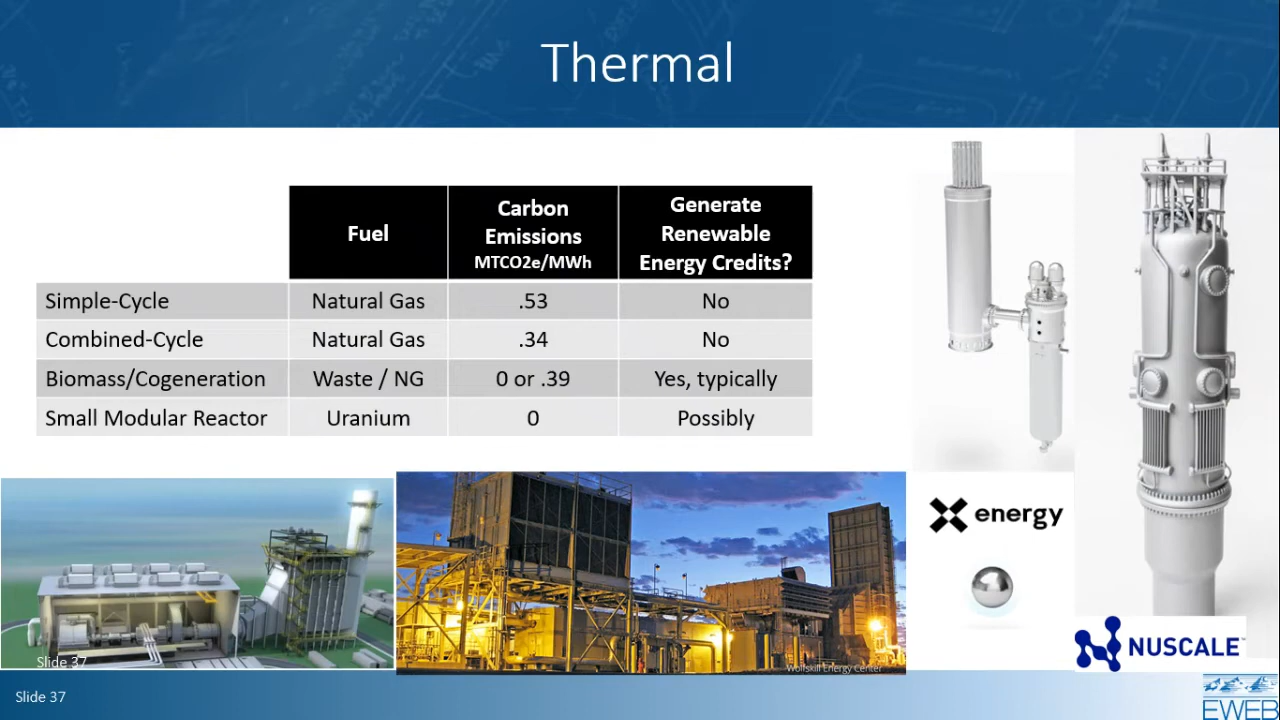 Thermal
Fuel
Carbon
Emissions
MTCO2e/MWh
Generate
Renewable
Energy Credits?
Simple-Cycle Natural Gas .53 No
Combined-Cycle Natural Gas .34 No
Biomass/Cogeneration Waste / NG 0 or .39 Yes, typically
Small Modular Reactor Uranium 0 Possibly
energy
Wolfskill Energy Center
NUSCALE™
Slide 37
Slide 37
EWEB